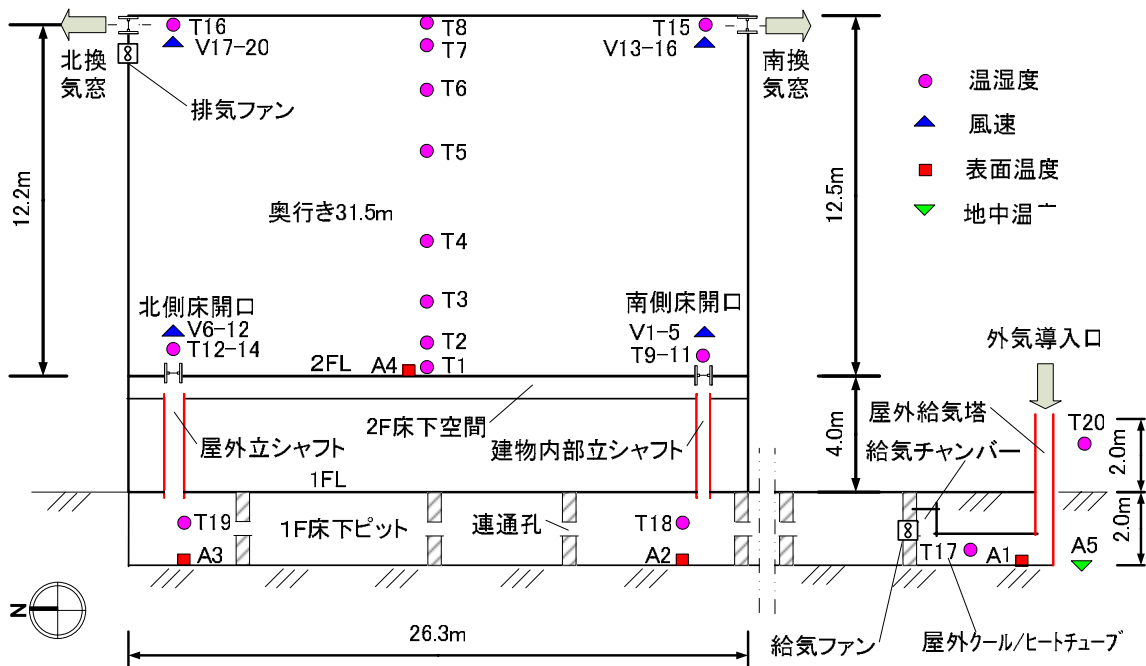 T16
T8
T15
V17-20
T7
V13-16
北換
気窓
南換
気窓
T6
温湿度
排気ファン
風速
T5
表面温度
12.2m
12.5m
奥行き31.5m
地中温
T4
T3
北側床開口
南側床開口
V6-12
V1-5
T2
外気導入口
T12-14
T9-11
2FL
A4
T1
屋外給気塔
2F床下空間
T20
屋外立シャフト
建物内部立シャフト
給気チャンバー
4.0m
2.0m
1FL
T19
1F床下ピット
連通孔
T18
2.0m
A3
A2
T17
A1
A5
N
26.3m
給気ファン
屋外クール/ヒートチューブ